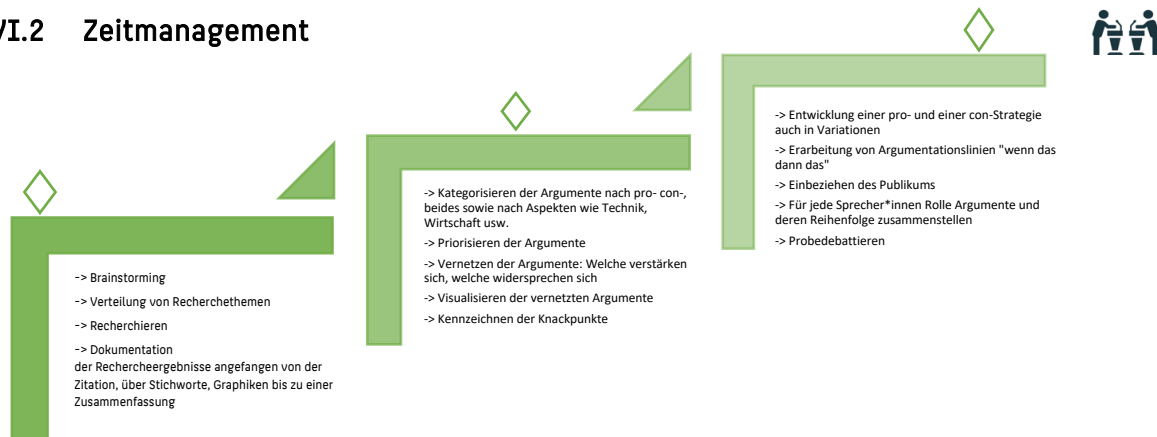 VI.2 Zeitmanagement
-> Brainstorming
-> Verteilung von Recherchethemen
-> Recherchieren
-> Dokumentation
der Rechercheergebnisse angefangen von der
Zitation, über Stichworte, Graphiken bis zu einer
Zusammenfassung
-> Kategorisieren der Argumente nach pro- con-,
beides sowie nach Aspekten wie Technik,
Wirtschaft usw.
-> Priorisieren der Argumente
-> Vernetzen der Argumente: Welche verstärken
sich, welche widersprechen sich
-> Visualisieren der vernetzten Argumente
-> Kennzeichnen der Knackpunkte
-> Entwicklung einer pro- und einer con-Strategie
auch in Variationen
-> Erarbeitung von Argumentationslinien "wenn das
dann das"
-> Einbeziehen des Publikums
-> Für jede Sprecher*innen Rolle Argumente und
deren Reihenfolge zusammenstellen
-> Probedebattieren